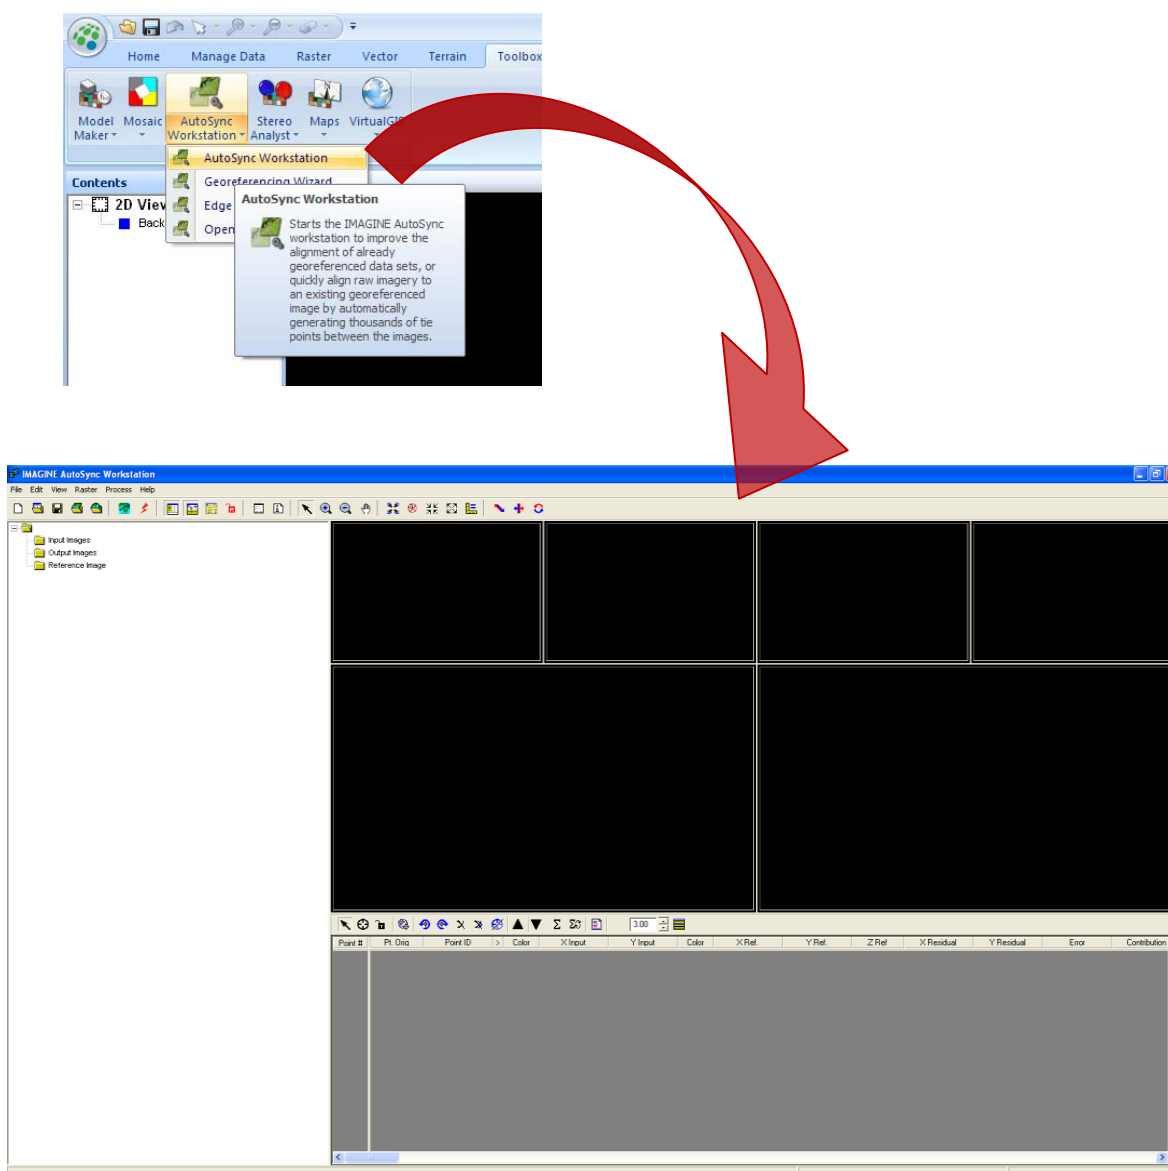 Home Manage Data Raster Vector Terrain Toolbox
Model Maker Mosaic AutoSync Workstation Stereo Analyst Maps VirtualGIS
AutoSync Workstation
Contents
Georeferencing Wizard
2D View
Edge
Back
Open
AutoSync Workstation
Starts the IMAGINE AutoSync
workstation to improve the
alignment of already
georeferenced data sets, or
quickly align raw imagery to
an existing georeferenced
image by automatically
generating thousands of tie
points between the images.
IMAGINE AutoSync Workstation
File Edit View Raster Process Help
Input Images
Output Images
Reference Image
3.00
Point # Pt. Orig Point ID > Color X Input Y Input Color X Ref. Y Ref. Z Ref X Residual Y Residual Error Contribution